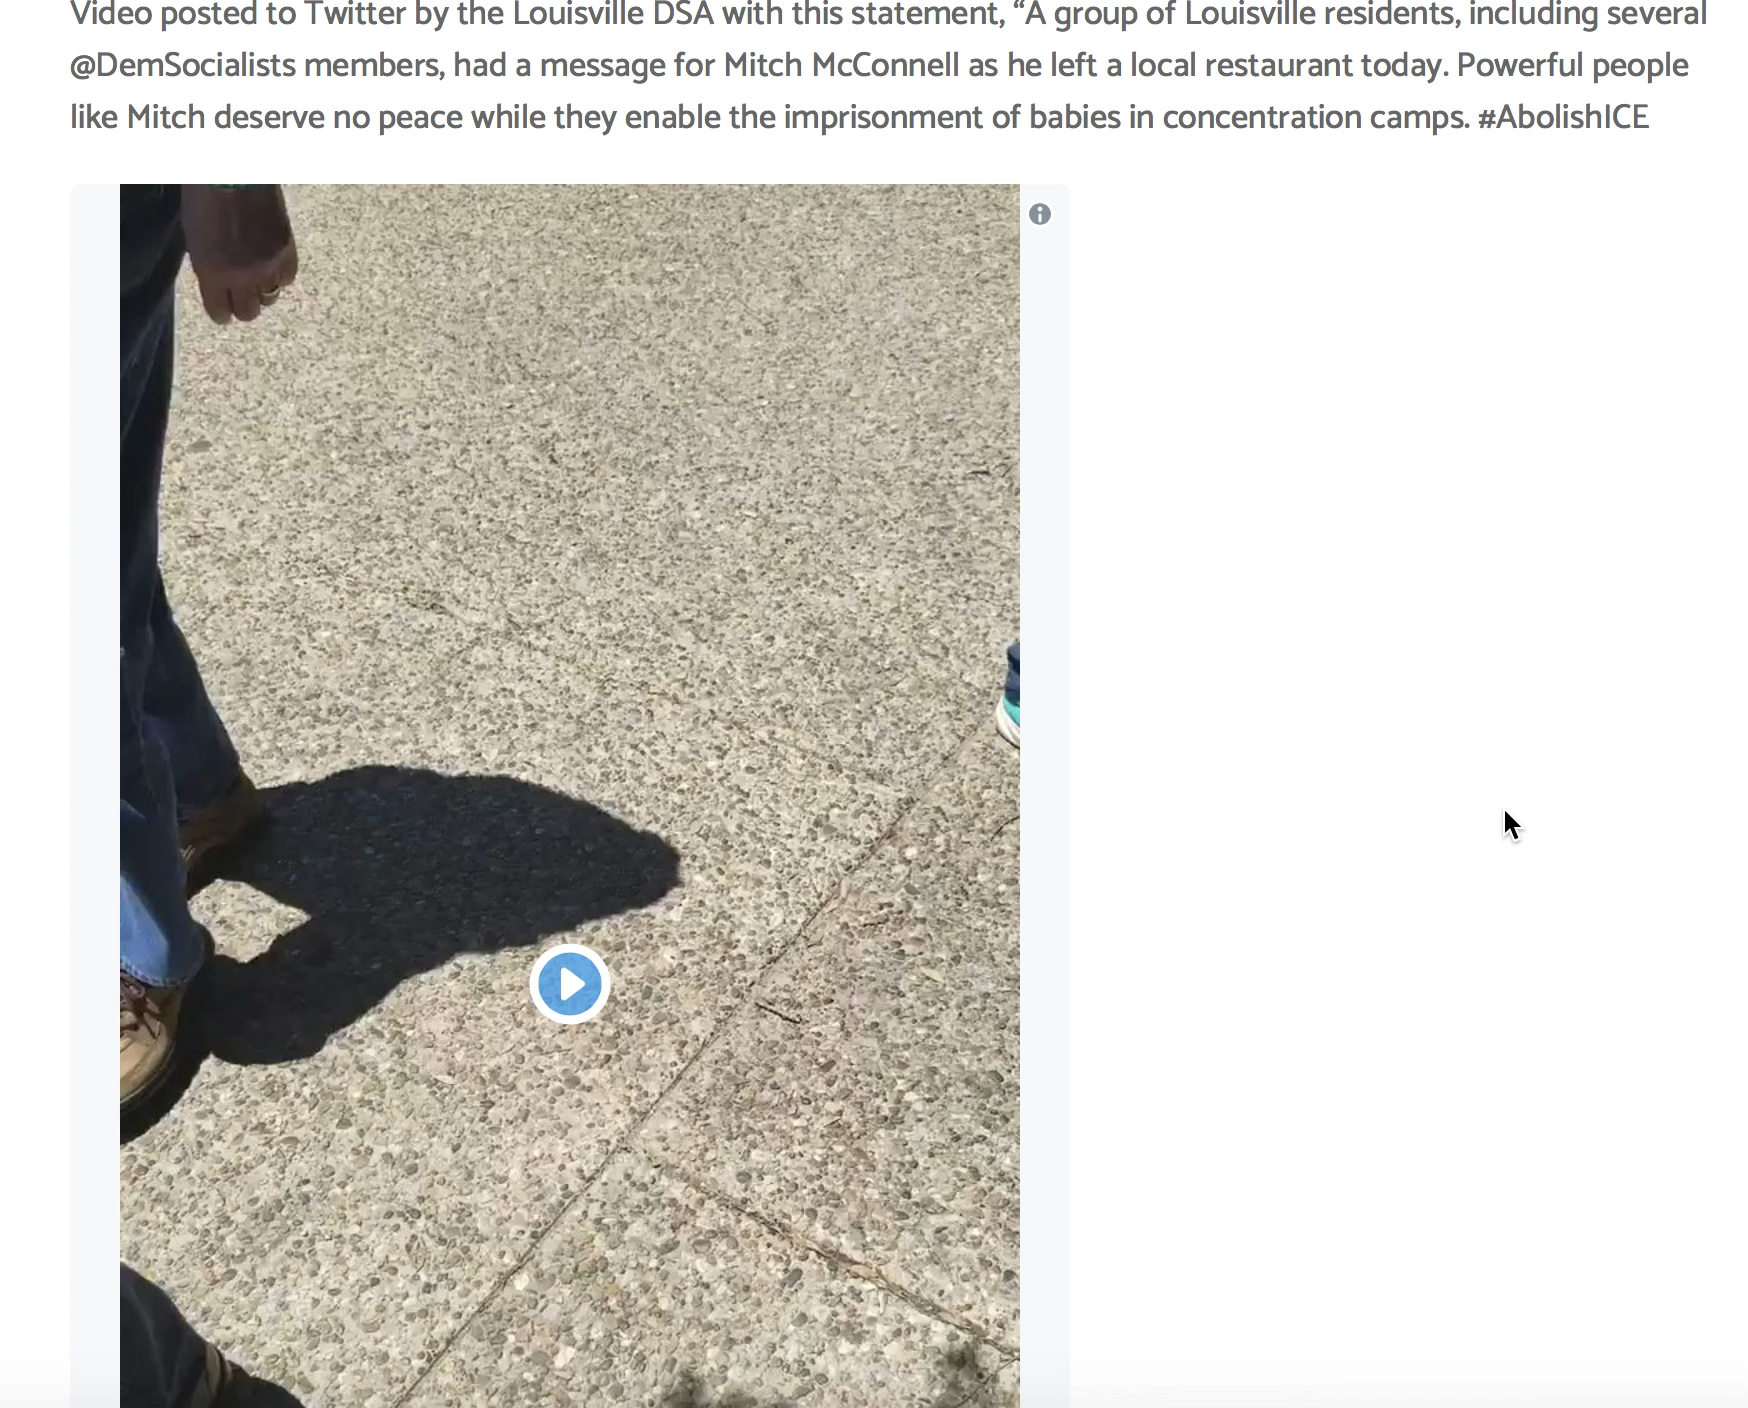 Video posted to Twitter by the Louisville DSA with this statement, “A group of Louisville residents, including several
@DemSocialists members, had a message for Mitch McConnell as he left a local restaurant today. Powerful people
like Mitch deserve no peace while they enable the imprisonment of babies in concentration camps. #AbolishICE